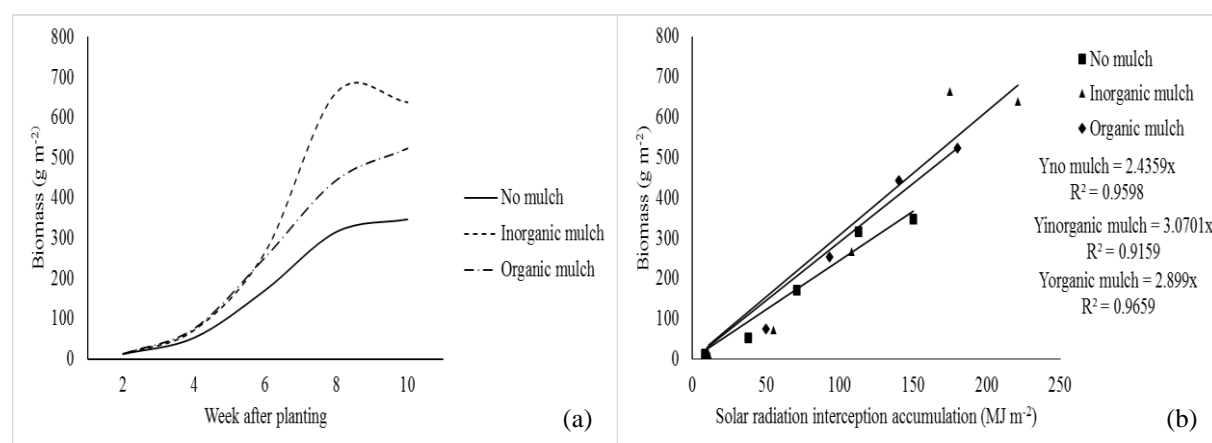 800
700
600
500
400
300
200
100
0
Biomass (g m-2)
2 4 6 8 10
Week after planting
No mulch
Inorganic mulch
Organic mulch
(a)
800
700
600
500
400
300
200
100
0
Biomass (g m-2)
0 50 100 150 200 250
Solar radiation interception accumulation (MJ m-2)
No mulch
Inorganic mulch
Organic mulch
Yno mulch = 2.4359x
R² = 0.9598
Yinorganic mulch = 3.0701x
R² = 0.9159
Yorganic mulch = 2.899x
R² = 0.9659
(b)